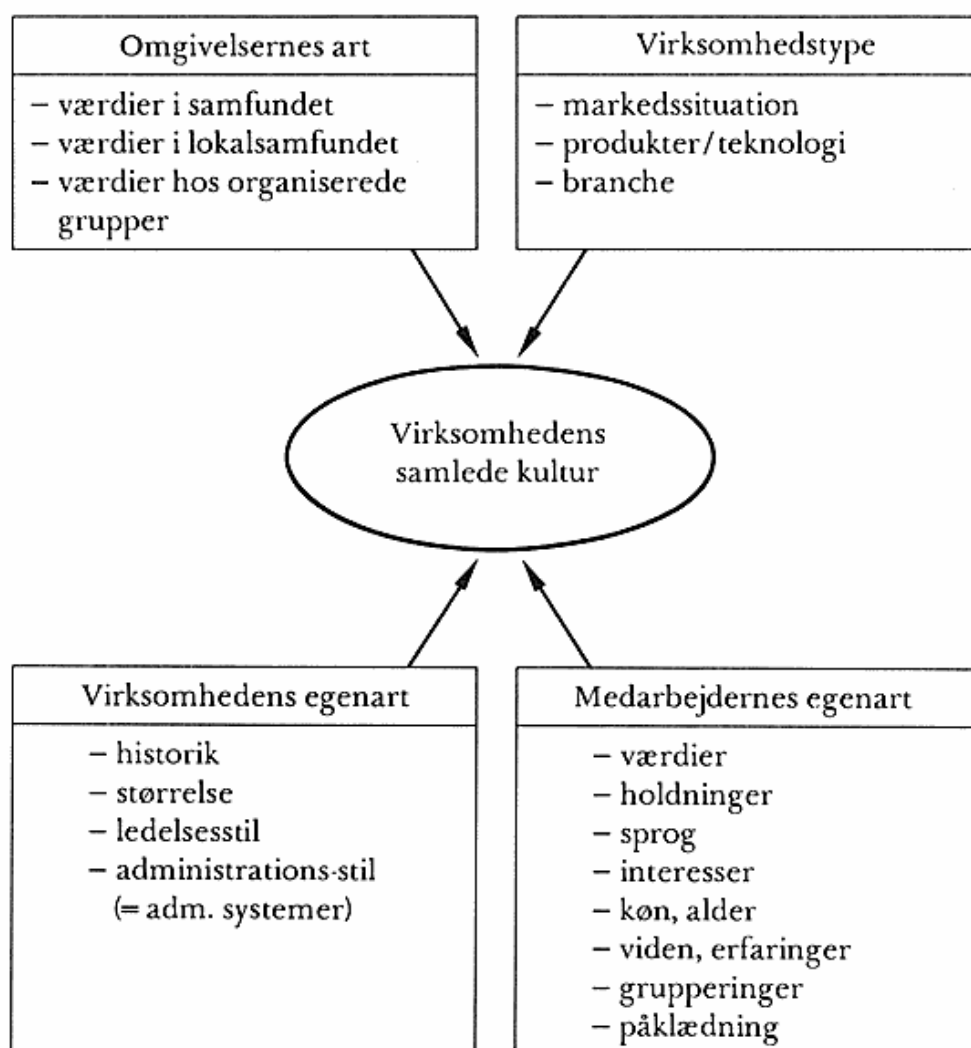 Omgivelsernes art
– værdier i samfundet
– værdier i lokalsamfundet
– værdier hos organiserede
grupper
Virksomhedstype
– markedssituation
– produkter/teknologi
– branche
Virksomhedens
samlede kultur
Virksomhedens egenart
– historik
– størrelse
– ledelsesstil
– administrations-stil
(= adm. systemer)
Medarbejdernes egenart
– værdier
– holdninger
– sprog
– interesser
– køn, alder
– viden, erfaringer
– grupperinger
– påklædning